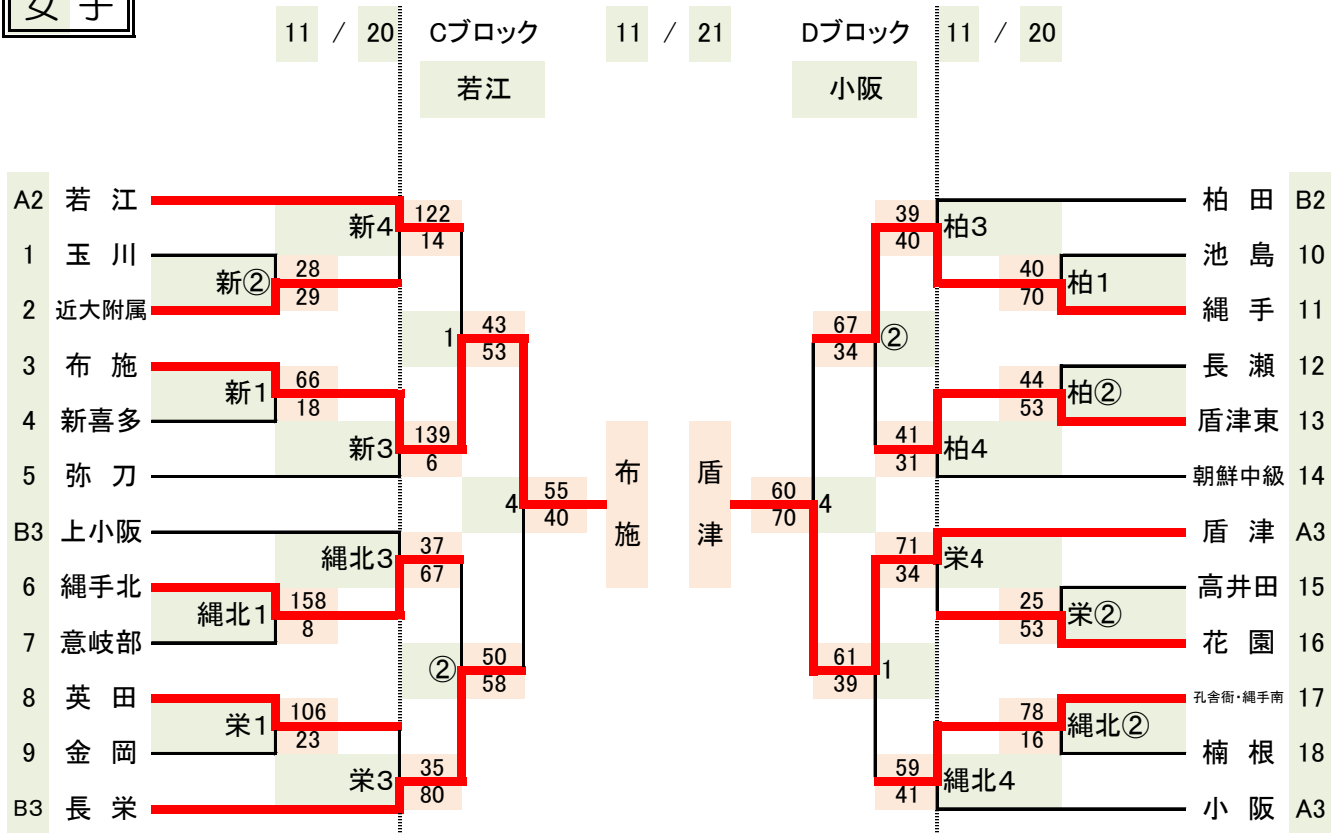 女 子
11 / 20 Cブロック 11 / 21 Dブロック 11 / 20
若江 小阪
A2 若 江
新4 122
14
1 玉 川
新② 28
29
2 近大附属
1 43
53
3 布 施
新1 66
18
4 新喜多
新3 139
6
5 弥 刀
4 55
40
布 施
B3 上小阪
縄北3 37
67
6 縄手北
縄北1 158
8
7 意岐部
② 50
58
8 英 田
栄1 106
23
9 金 岡
栄3 35
80
B3 長 栄
柏 田 B2
39
40 柏3
池 島 10
40
70 柏1
縄 手 11
67
34 ②
長 瀬 12
44
53 柏②
盾津東 13
41
31 柏4
朝鮮中級 14
盾 津
60
70 4
盾 津 A3
71
34 栄4
高井田 15
25
53 栄②
花 園 16
61
39 1
孔舎衙・縄手南 17
78
16 縄北②
楠 根 18
59
41 縄北4
小 阪 A3